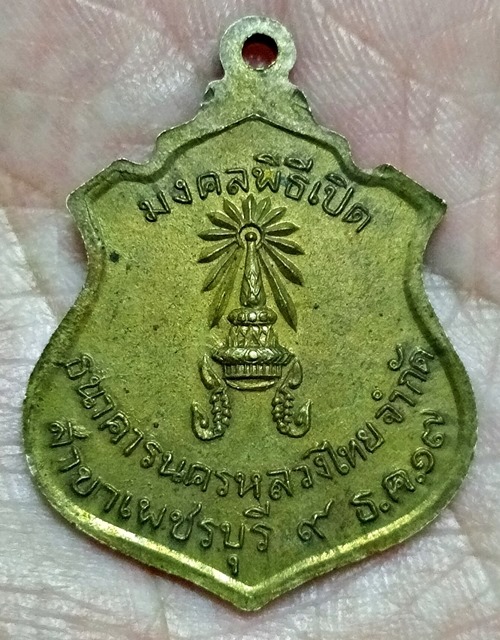 มงคลพิธีเปิด
ธนาคารนครหลวงไทย จำกัด
สาขาเพชรบุรี ๙ ธ.ค.๑๗